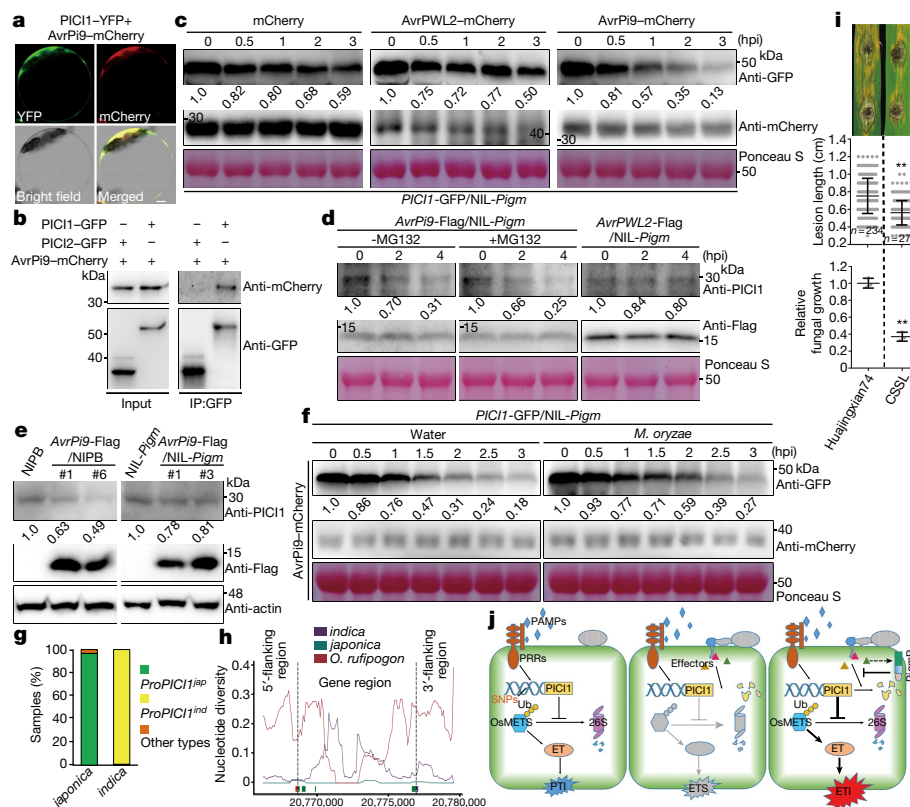 a
PICI1–YFP+
AvrPi9–mCherry
YFP
mCherry
Bright field
Merged
b
– + – + PICI1–GFP
+ – + – PICI2–GFP
+ + + + AvrPi9–mCherry
kDa
30
50
40
Anti-mCherry
Anti-GFP
Input
IP:GFP
c
mCherry
AvrPWL2–mCherry
AvrPi9–mCherry
0 0.5 1 2 3
0 0.5 1 2 3
0 0.5 1 2 3
(hpi)
kDa
50
Anti-GFP
1.0 0.82 0.80 0.68 0.59
1.0 0.75 0.72 0.77 0.50
1.0 0.81 0.57 0.35 0.13
30
40
30
Anti-mCherry
Ponceau S
50
PICI1-GFP/NIL-Pigm
d
AvrPi9-Flag/NIL-Pigm
AvrPWL2-Flag
/NIL-Pigm
-MG132
+MG132
0 2 4
0 2 4
0 2 4
(hpi)
kDa
30
Anti-PICI1
1.0 0.70 0.31
1.0 0.66 0.25
1.0 0.84 0.80
15
15
Anti-Flag
15
Ponceau S
50
e
NIPB
AvrPi9-Flag
/NIPB
#1 #6
NIL-Pigm
AvrPi9-Flag
/NIL-Pigm
#1 #3
kDa
30
Anti-PICI1
1.0 0.63 0.49
1.0 0.78 0.81
15
Anti-Flag
48
Anti-actin
f
PICI1-GFP/NIL-Pigm
Water
M. oryzae
0 0.5 1 1.5 2 2.5 3
0 0.5 1 1.5 2 2.5 3
(hpi)
50 kDa
Anti-GFP
1.0 0.86 0.76 0.47 0.31 0.24 0.18
1.0 0.93 0.77 0.71 0.59 0.39 0.27
AvrPi9–mCherry
40
Anti-mCherry
50
Ponceau S
g
Samples (%)
100
80
60
40
20
0
japonica
indica
ProPICI1jap
ProPICI1ind
Other types
h
indica
japonica
O. rufipogon
5′-flanking
region
Gene region
3′-flanking
region
Nucleotide diversity
0.3
0.2
0.1
0
20,770,000
20,775,000
20,780,000
i
Lesion length (cm)
1.4
1.2
1.0
0.8
0.6
0.4
0.2
0
**
n=234
n=27
Relative
fungal growth
1.2
1.0
0.8
0.6
0.4
0.2
0
**
Huajingxian74
CSSL
j
PAMPs
PRRs
PICI1
SNPs
Ub
OsMETS
26S
ET
PTI
Effectors
PICI1
ETS
PICI1
Ub
OsMETS
26S
ET
ETI